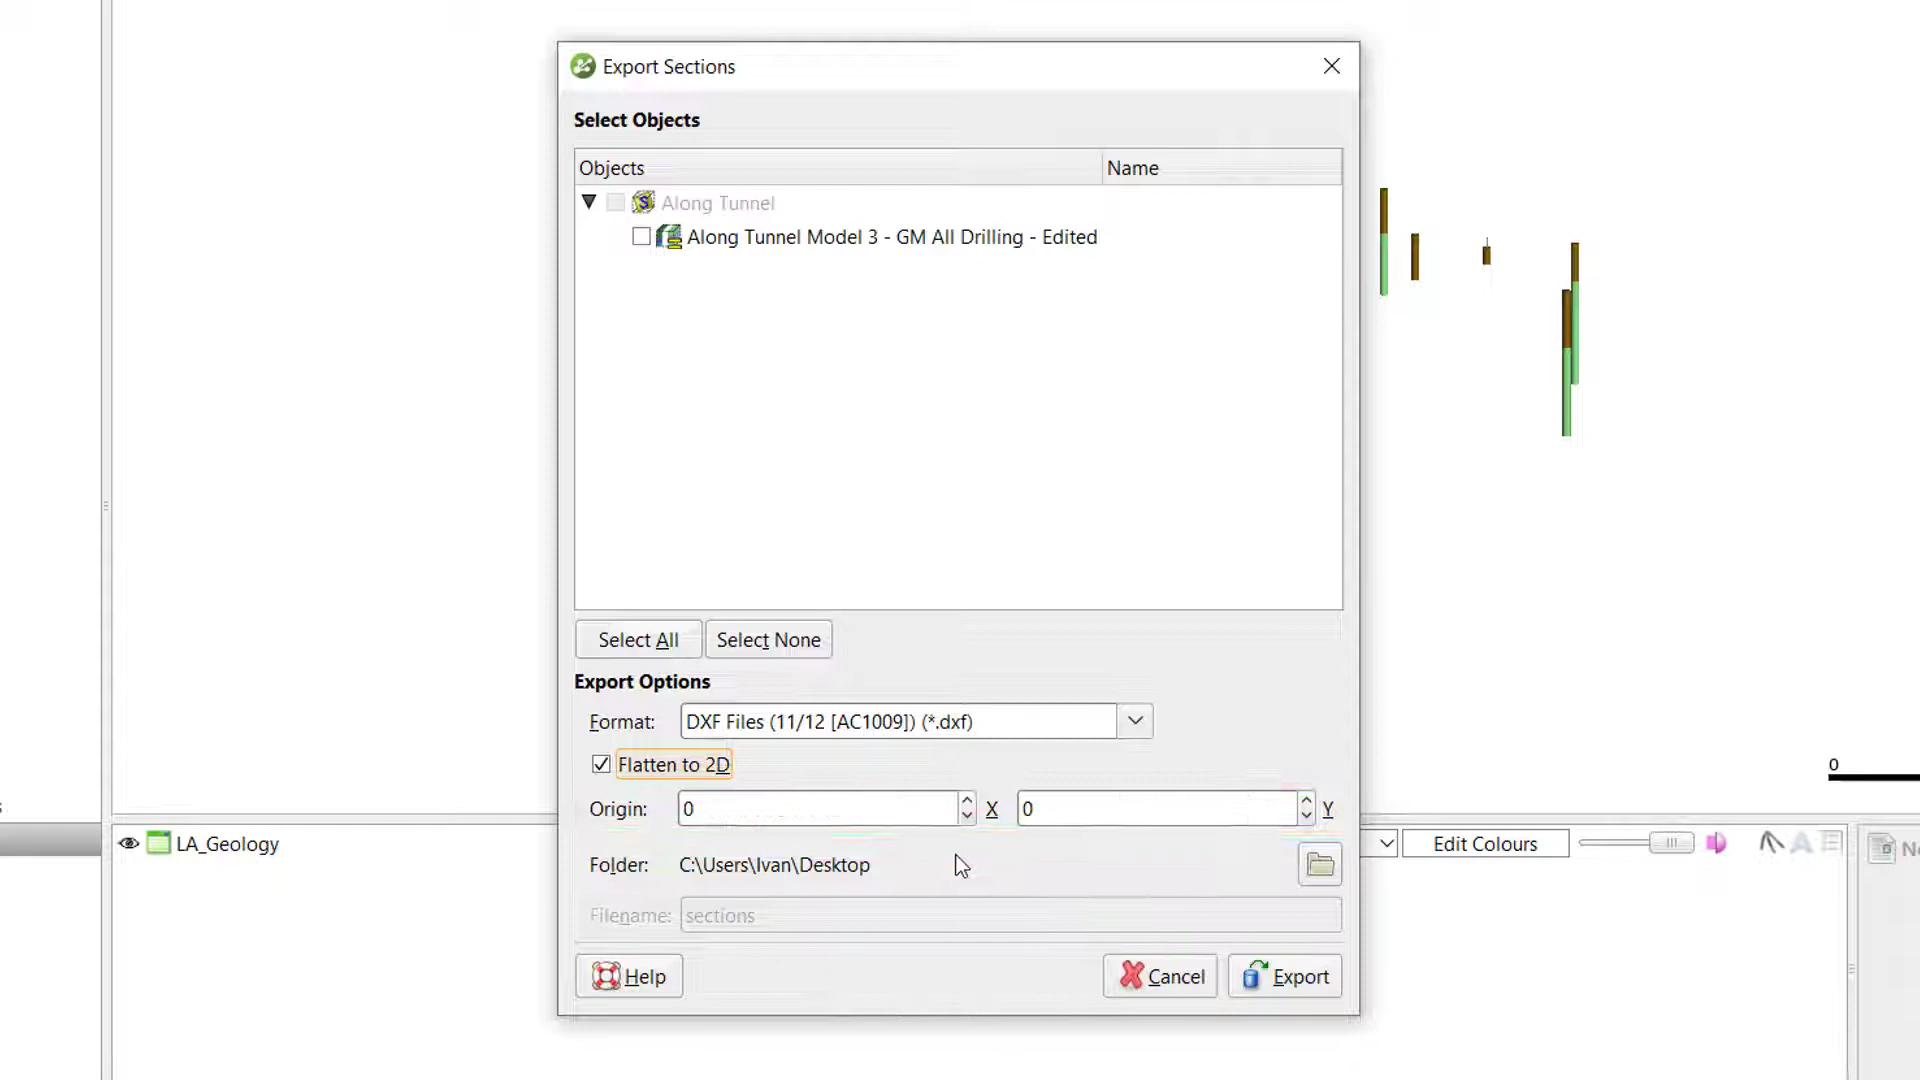 Export Sections
Select Objects
Objects Name
Along Tunnel
Along Tunnel Model 3 - GM All Drilling - Edited
Select All Select None
Export Options
Format: DXF Files (11/12 [AC1009]) (*.dxf)
Flatten to 2D
0
Origin: 0 X 0 Y
LA_Geology Edit Colours
Folder: C:\Users\Ivan\Desktop
Filename: sections
Help Cancel Export